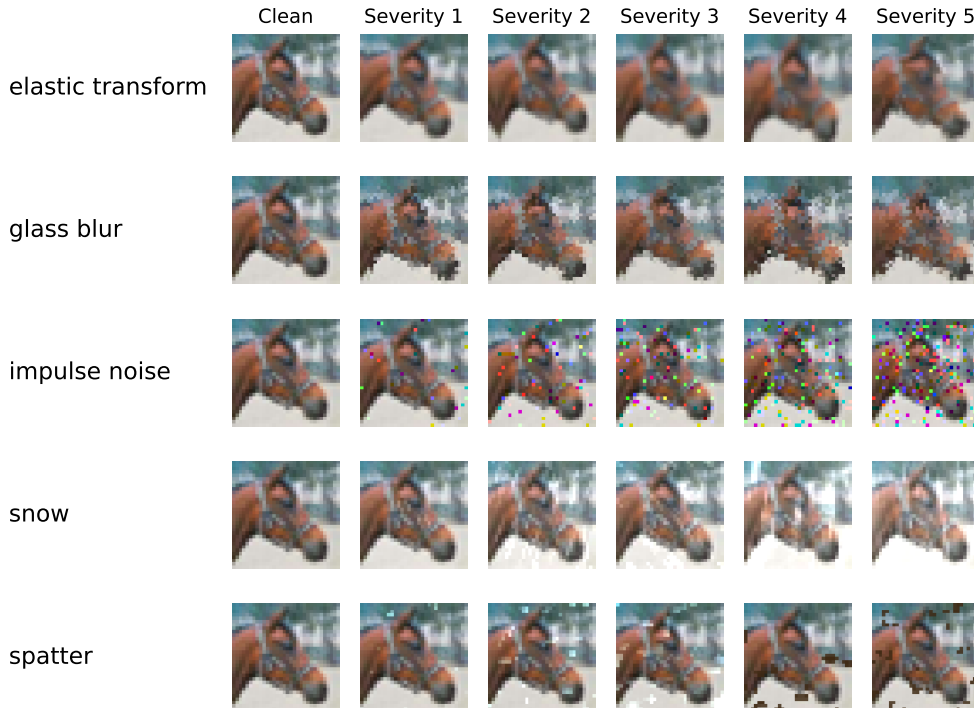 Clean Severity 1 Severity 2 Severity 3 Severity 4 Severity 5
elastic transform
glass blur
impulse noise
snow
spatter